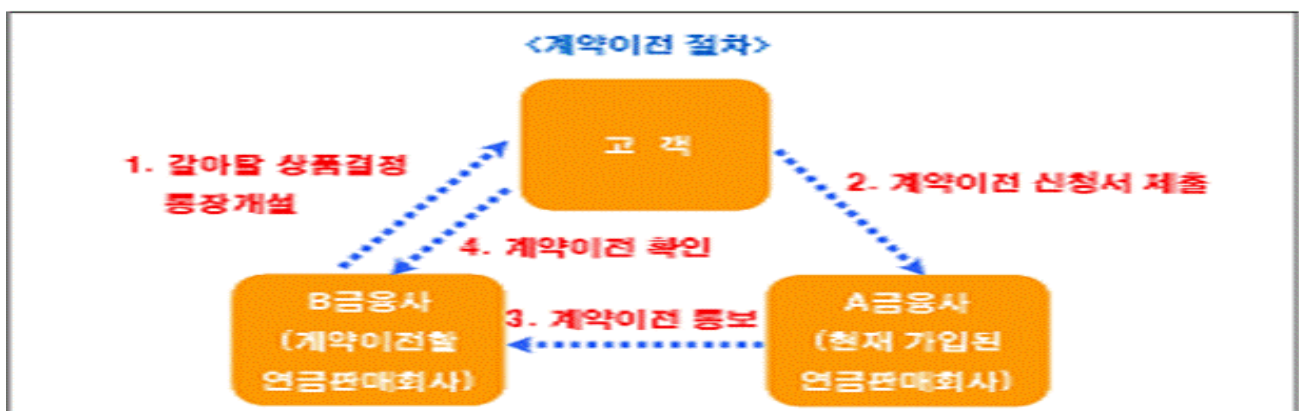 <계약이전 절차>
고 객
1. 갈아탈 상품결정
통장개설
2. 계약이전 신청서 제출
4. 계약이전 확인
B금융사
(계약이전할
연금판매회사)
3. 계약이전 통보
A금융사
(현재 가입된
연금판매회사)